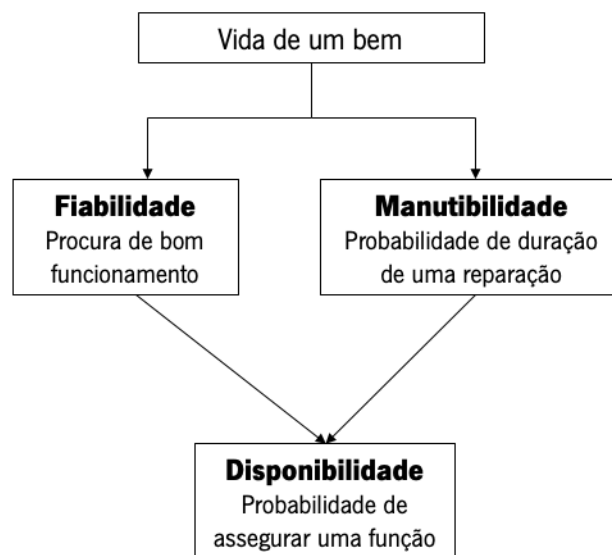 Vida de um bem
Fiabilidade
Procura de bom
funcionamento
Manutibilidade
Probabilidade de duração
de uma reparação
Disponibilidade
Probabilidade de
assegurar uma função